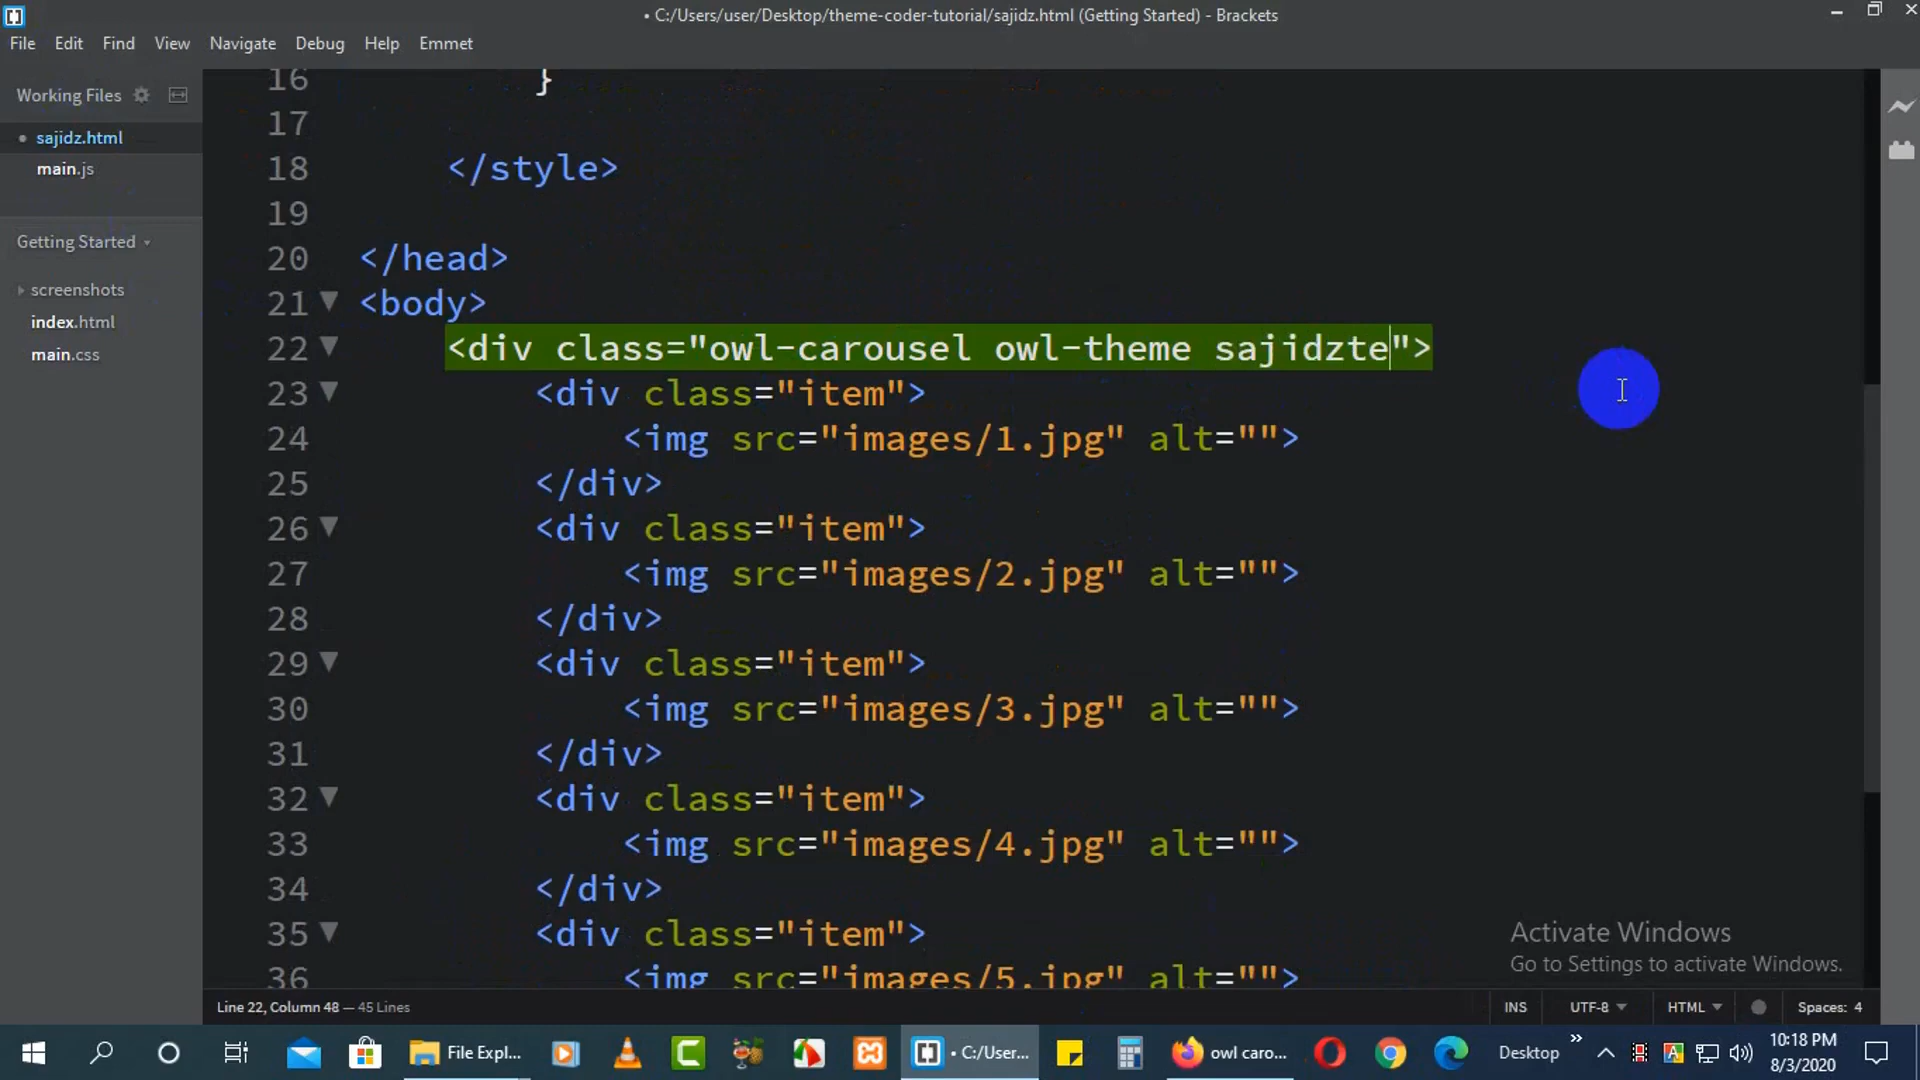 • C:/Users/user/Desktop/theme-coder-tutorial/sajidz.html (Getting Started) - Brackets
File Edit Find View Navigate Debug Help Emmet
Working Files
• sajidz.html
main.js
Getting Started
screenshots
index.html
main.css
16 }
17
18 </style>
19
20 </head>
21 <body>
22 <div class="owl-carousel owl-theme sajidzte">
23 <div class="item">
24 <img src="images/1.jpg" alt="">
25 </div>
26 <div class="item">
27 <img src="images/2.jpg" alt="">
28 </div>
29 <div class="item">
30 <img src="images/3.jpg" alt="">
31 </div>
32 <div class="item">
33 <img src="images/4.jpg" alt="">
34 </div>
35 <div class="item">
36 <img src="images/5.jpg" alt="">
Activate Windows
Go to Settings to activate Windows.
Line 22, Column 48 — 45 Lines
INS UTF-8 HTML Spaces: 4
File Expl...
• C:/User...
owl caro...
Desktop
10:18 PM
8/3/2020